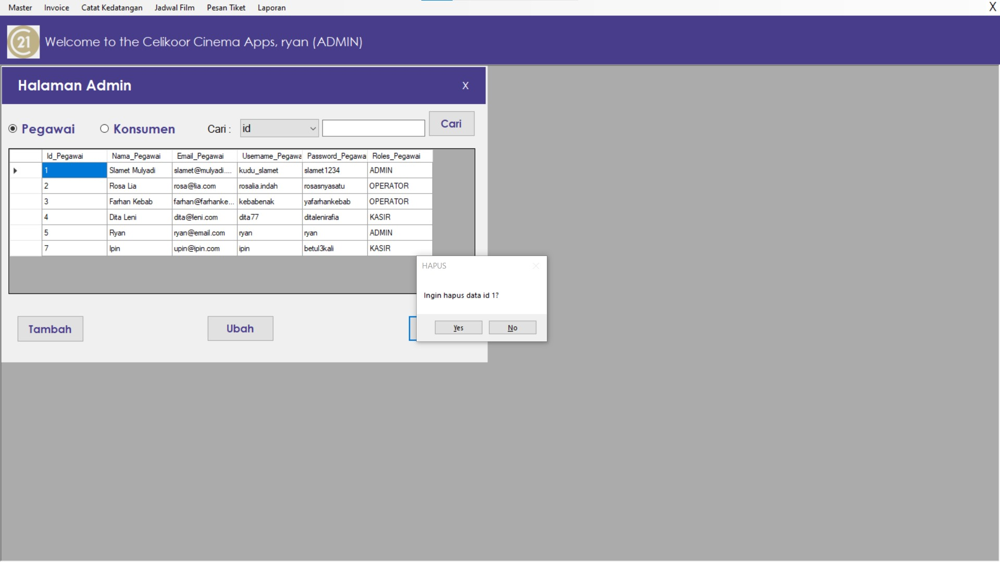 Master Invoice Catat Kedatangan Jadwal Film Pesan Tiket Laporan X
21 Welcome to the Celikoor Cinema Apps, ryan (ADMIN)
Halaman Admin X
Pegawai Konsumen Cari : id Cari
Id_Pegawai Nama_Pegawai Email_Pegawai Username_Pegawa Password_Pegawa Roles_Pegawai
1 Slamet Mulyadi slamet@mulyadi.... kudu_slamet slamet1234 ADMIN
2 Rosa Lia rosa@lia.com rosalia.indah rosasnyasatu OPERATOR
3 Farhan Kebab farhan@farhanke... kebabenak yafarhankebab OPERATOR
4 Dita Leni dita@leni.com dita77 ditalenirafia KASIR
5 Ryan ryan@email.com ryan ryan ADMIN
7 Ipin upin@ipin.com ipin betul3kali KASIR
HAPUS
Ingin hapus data id 1?
Yes No
Tambah Ubah